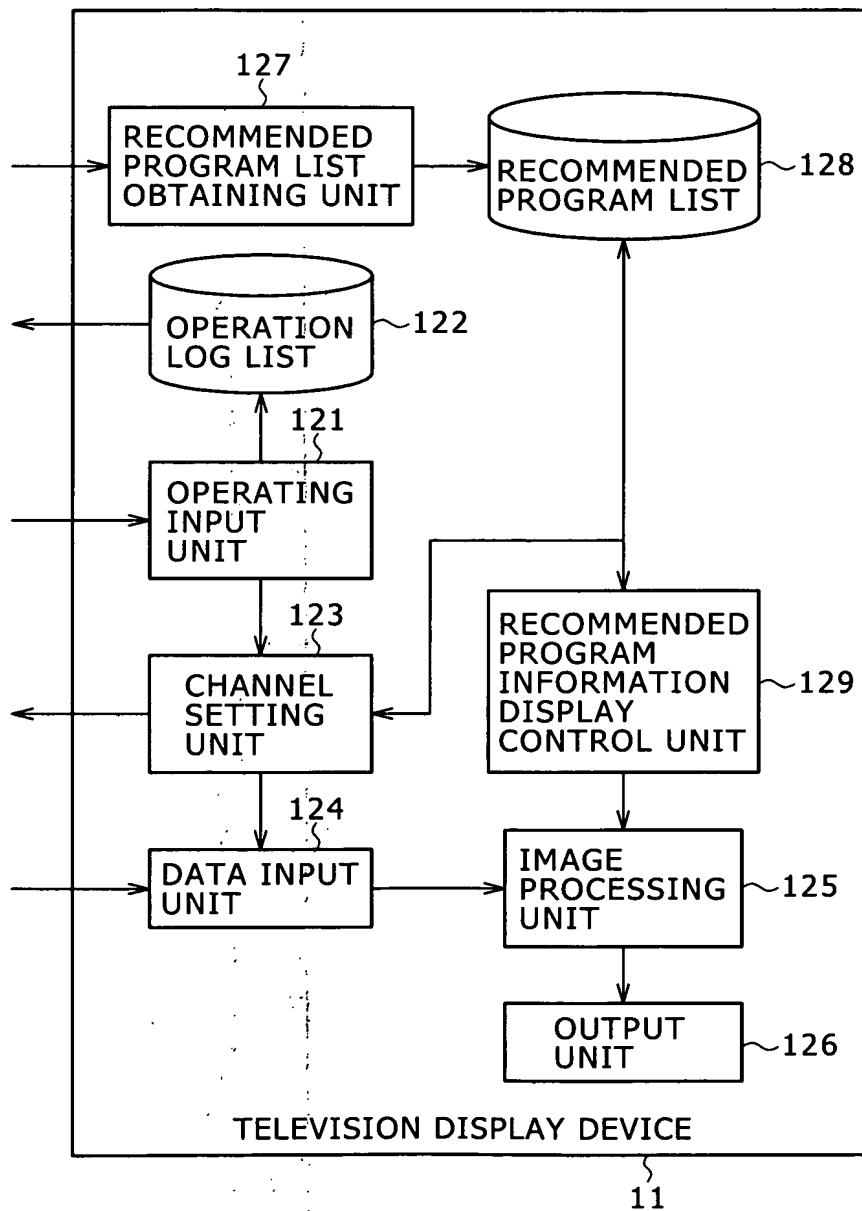 127
RECOMMENDED
PROGRAM LIST
OBTAINING UNIT
RECOMMENDED
PROGRAM LIST
128
OPERATION
LOG LIST
122
121
OPERATING
INPUT
UNIT
123
CHANNEL
SETTING
UNIT
RECOMMENDED
PROGRAM
INFORMATION
DISPLAY
CONTROL UNIT
129
124
DATA INPUT
UNIT
IMAGE
PROCESSING
UNIT
125
OUTPUT
UNIT
126
TELEVISION DISPLAY DEVICE
11